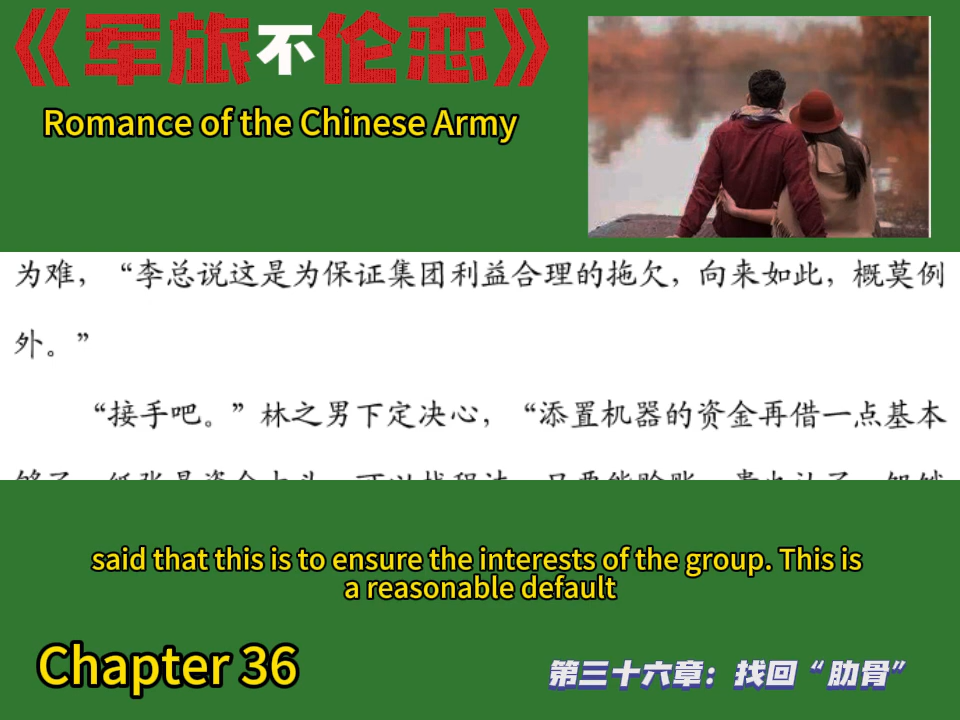 《军旅不伦恋》
Romance of the Chinese Army
为难，“李总说这是为保证集团利益合理的拖欠，向来如此，概莫例
外。”
“接手吧。”林之男下定决心，“添置机器的资金再借一点基本
said that this is to ensure the interests of the group. This is
a reasonable default
Chapter 36
第三十六章：找回“肋骨”